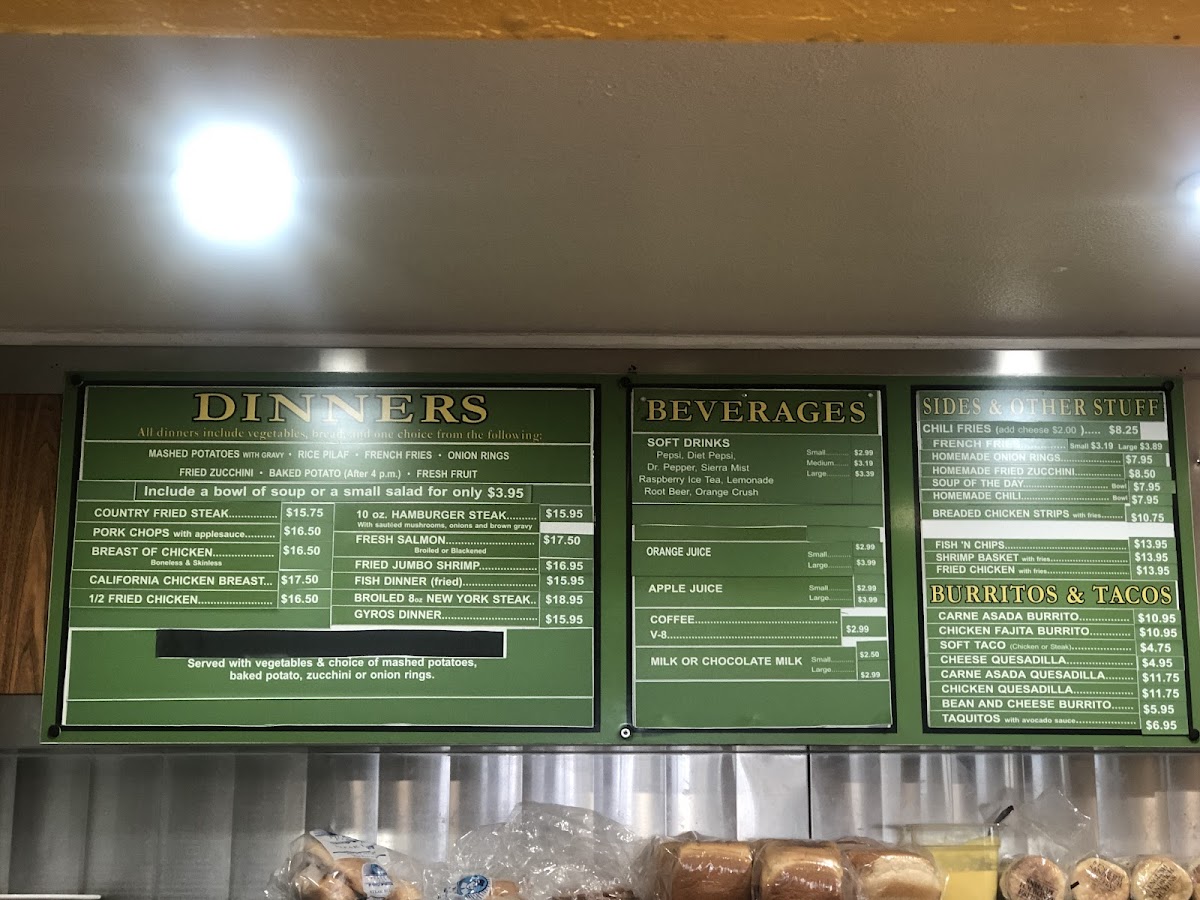 DINNERS
All dinners include vegetables, bread and one choice from the following:
MASHED POTATOES WITH GRAVY • RICE PILAF • FRENCH FRIES • ONION RINGS
FRIED ZUCCHINI • BAKED POTATO (After 4 p.m.) • FRESH FRUIT
Include a bowl of soup or a small salad for only $3.95
COUNTRY FRIED STEAK.............. $15.75
PORK CHOPS with applesauce......... $16.50
BREAST OF CHICKEN................. $16.50
Boneless & Skinless
CALIFORNIA CHICKEN BREAST... $17.50
1/2 FRIED CHICKEN...................... $16.50
10 oz. HAMBURGER STEAK......... $15.95
With sautéed mushrooms, onions and brown gravy
FRESH SALMON........................ $17.50
Broiled or Blackened
FRIED JUMBO SHRIMP............... $16.95
FISH DINNER (fried)................... $15.95
BROILED 8oz NEW YORK STEAK.. $18.95
GYROS DINNER......................... $15.95
Served with vegetables & choice of mashed potatoes,
baked potato, zucchini or onion rings.
BEVERAGES
SOFT DRINKS
Pepsi, Diet Pepsi,
Dr. Pepper, Sierra Mist
Raspberry Ice Tea, Lemonade
Root Beer, Orange Crush
Small......... $2.99
Medium....... $3.19
Large.......... $3.39
ORANGE JUICE
Small............ $2.99
Large............ $3.99
APPLE JUICE
Small............ $2.99
Large............ $3.99
COFFEE....................................
V-8........................................... $2.99
MILK OR CHOCOLATE MILK
Small.......... $2.50
Large.......... $2.99
SIDES & OTHER STUFF
CHILI FRIES (add cheese $2.00 )..... $8.25
FRENCH FRIES............ Small $3.19 Large $3.89
HOMEMADE ONION RINGS................ $7.95
HOMEMADE FRIED ZUCCHINI............. $8.50
SOUP OF THE DAY........................ Bowl $7.95
HOMEMADE CHILI......................... Bowl $7.95
BREADED CHICKEN STRIPS with fries...... $10.75
FISH 'N CHIPS................................ $13.95
SHRIMP BASKET with fries.................. $13.95
FRIED CHICKEN with fries................... $13.95
BURRITOS & TACOS
CARNE ASADA BURRITO............... $10.95
CHICKEN FAJITA BURRITO............ $10.95
SOFT TACO (Chicken or Steak)................ $4.75
CHEESE QUESADILLA.................. $4.95
CARNE ASADA QUESADILLA........ $11.75
CHICKEN QUESADILLA................ $11.75
BEAN AND CHEESE BURRITO...... $5.95
TAQUITOS with avocado sauce............... $6.95